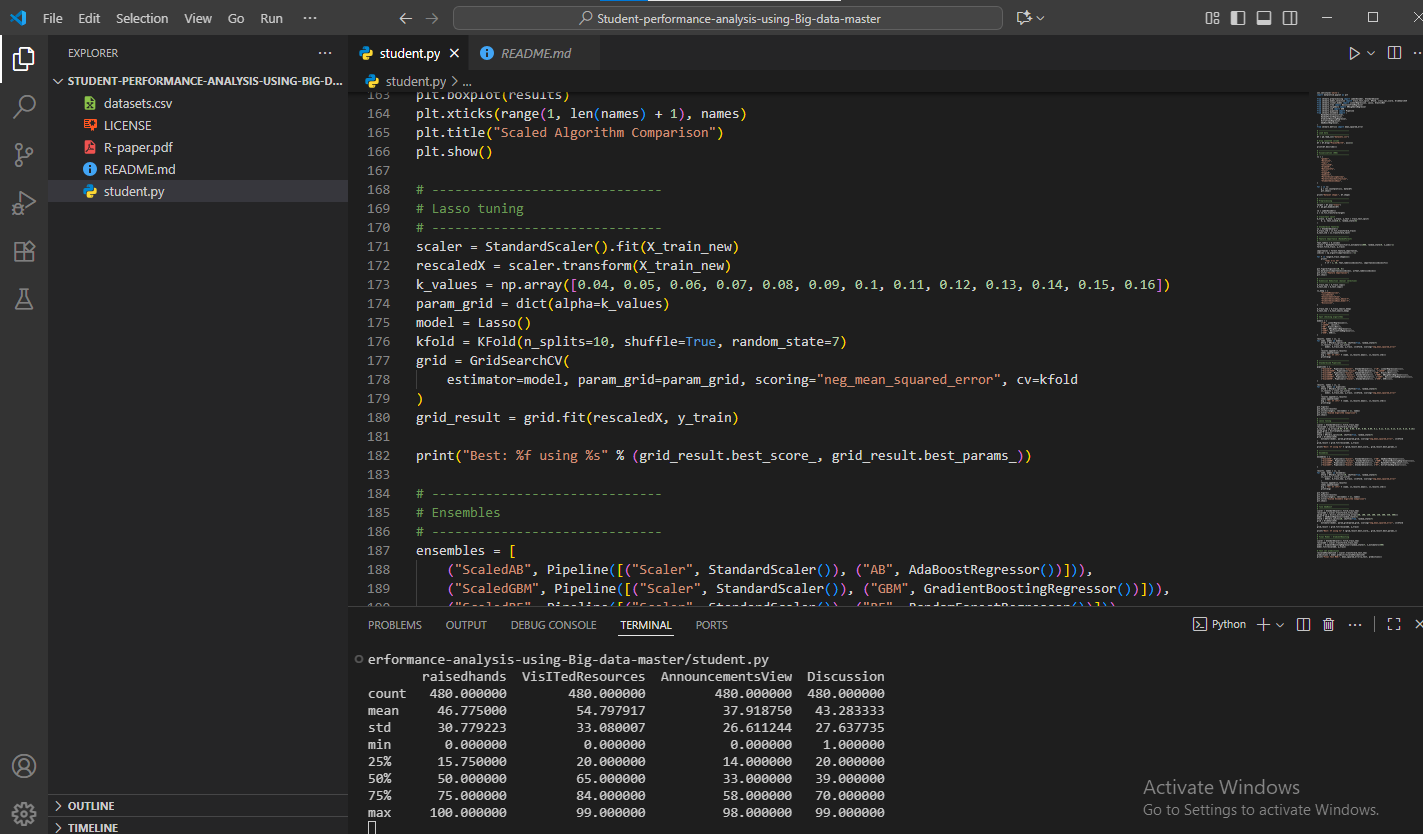 File Edit Selection View Go Run ···
Student-performance-analysis-using-Big-data-master
EXPLORER
STUDENT-PERFORMANCE-ANALYSIS-USING-BIG-D...
datasets.csv
LICENSE
R-paper.pdf
README.md
student.py
OUTLINE
TIMELINE
student.py
README.md
student.py > ...
163 plt.boxplot(results)
164 plt.xticks(range(1, len(names) + 1), names)
165 plt.title("Scaled Algorithm Comparison")
166 plt.show()
167
168 # ------------------------------
169 # Lasso tuning
170 # ------------------------------
171 scaler = StandardScaler().fit(X_train_new)
172 rescaledX = scaler.transform(X_train_new)
173 k_values = np.array([0.04, 0.05, 0.06, 0.07, 0.08, 0.09, 0.1, 0.11, 0.12, 0.13, 0.14, 0.15, 0.16])
174 param_grid = dict(alpha=k_values)
175 model = Lasso()
176 kfold = KFold(n_splits=10, shuffle=True, random_state=7)
177 grid = GridSearchCV(
178     estimator=model, param_grid=param_grid, scoring="neg_mean_squared_error", cv=kfold
179 )
180 grid_result = grid.fit(rescaledX, y_train)
181
182 print("Best: %f using %s" % (grid_result.best_score_, grid_result.best_params_))
183
184 # ------------------------------
185 # Ensembles
186 # ------------------------------
187 ensembles = [
188     ("ScaledAB", Pipeline([("Scaler", StandardScaler()), ("AB", AdaBoostRegressor())])),
189     ("ScaledGBM", Pipeline([("Scaler", StandardScaler()), ("GBM", GradientBoostingRegressor())])),
190     ("ScaledRF", Pipeline([("Scaler", StandardScaler()), ("RF", RandomForestRegressor())])),
PROBLEMS OUTPUT DEBUG CONSOLE TERMINAL PORTS
Python
erformance-analysis-using-Big-data-master/student.py
raisedhands VisITedResources AnnouncementsView Discussion
count 480.000000 480.000000 480.000000 480.000000
mean 46.775000 54.797917 37.918750 43.283333
std 30.779223 33.080007 26.611244 27.637735
min 0.000000 0.000000 0.000000 1.000000
25% 15.750000 20.000000 14.000000 20.000000
50% 50.000000 65.000000 33.000000 39.000000
75% 75.000000 84.000000 58.000000 70.000000
max 100.000000 99.000000 98.000000 99.000000
Activate Windows
Go to Settings to activate Windows.